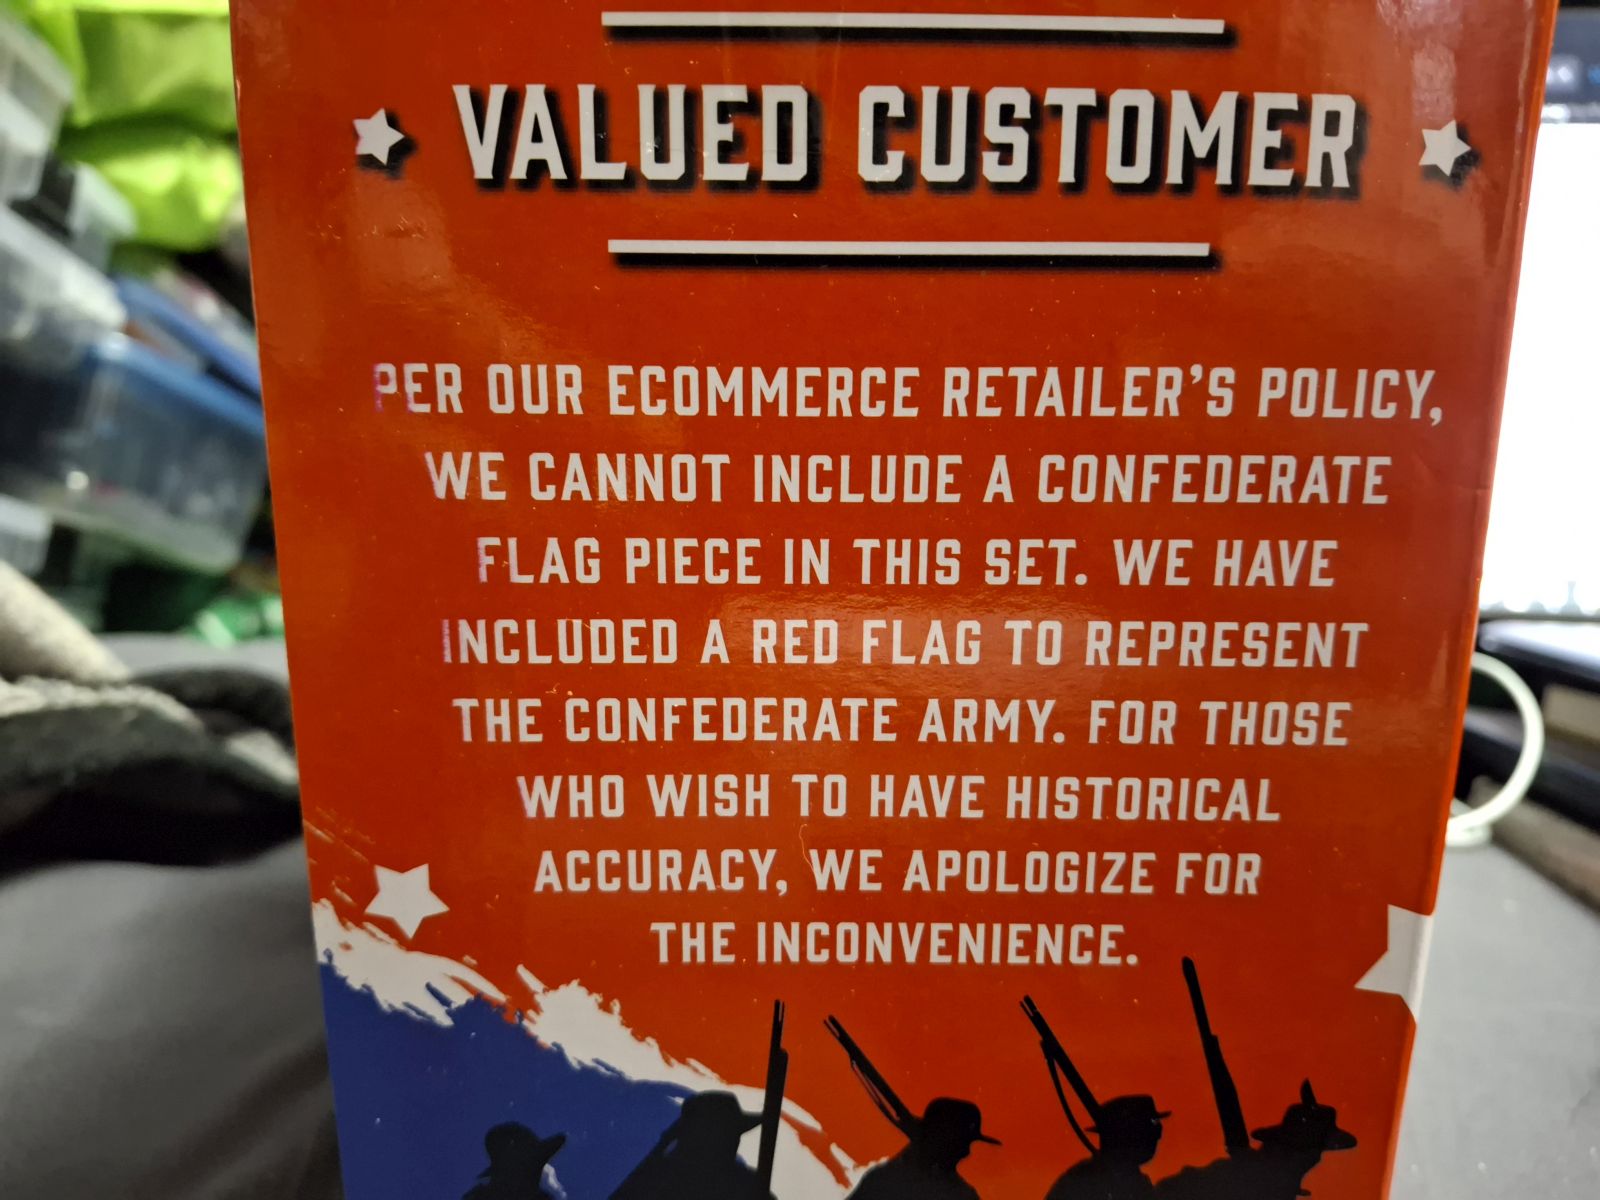 VALUED CUSTOMER
PER OUR ECOMMERCE RETAILER'S POLICY,
WE CANNOT INCLUDE A CONFEDERATE
FLAG PIECE IN THIS SET. WE HAVE
INCLUDED A RED FLAG TO REPRESENT
THE CONFEDERATE ARMY. FOR THOSE
WHO WISH TO HAVE HISTORICAL
ACCURACY, WE APOLOGIZE FOR
THE INCONVENIENCE.